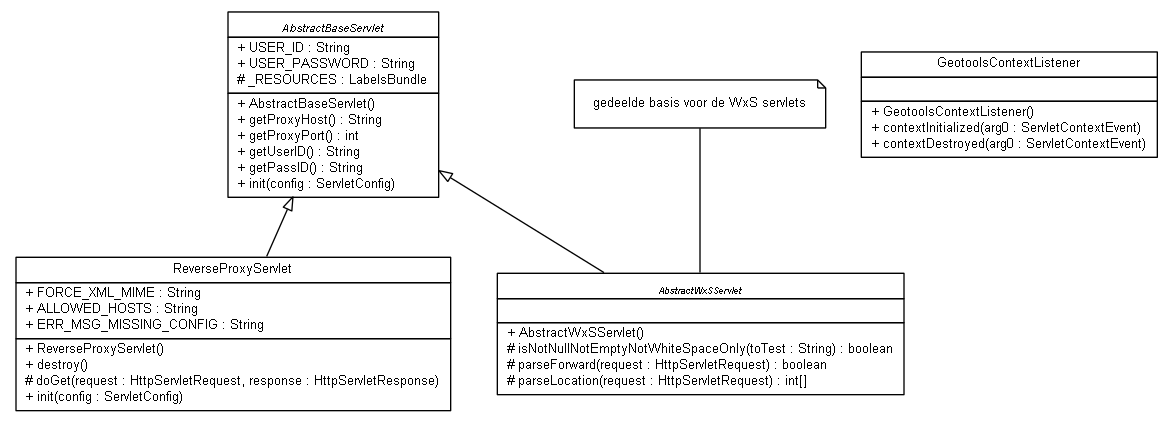 AbstractBaseServlet
+ USER_ID : String
+ USER_PASSWORD : String
# _RESOURCES : LabelsBundle
+ AbstractBaseServlet()
+ getProxyHost() : String
+ getProxyPort() : int
+ getUserID() : String
+ getPassID() : String
+ init(config : ServletConfig)
gedeelde basis voor de WxS servlets
GeotoolsContextListener
+ GeotoolsContextListener()
+ contextInitialized(arg0 : ServletContextEvent)
+ contextDestroyed(arg0 : ServletContextEvent)
ReverseProxyServlet
+ FORCE_XML_MIME : String
+ ALLOWED_HOSTS : String
+ ERR_MSG_MISSING_CONFIG : String
+ ReverseProxyServlet()
+ destroy()
# doGet(request : HttpServletRequest, response : HttpServletResponse)
+ init(config : ServletConfig)
AbstractWxSServlet
+ AbstractWxSServlet()
# isNotNullNotEmptyNotWhiteSpaceOnly(toTest : String) : boolean
# parseForward(request : HttpServletRequest) : boolean
# parseLocation(request : HttpServletRequest) : int[]